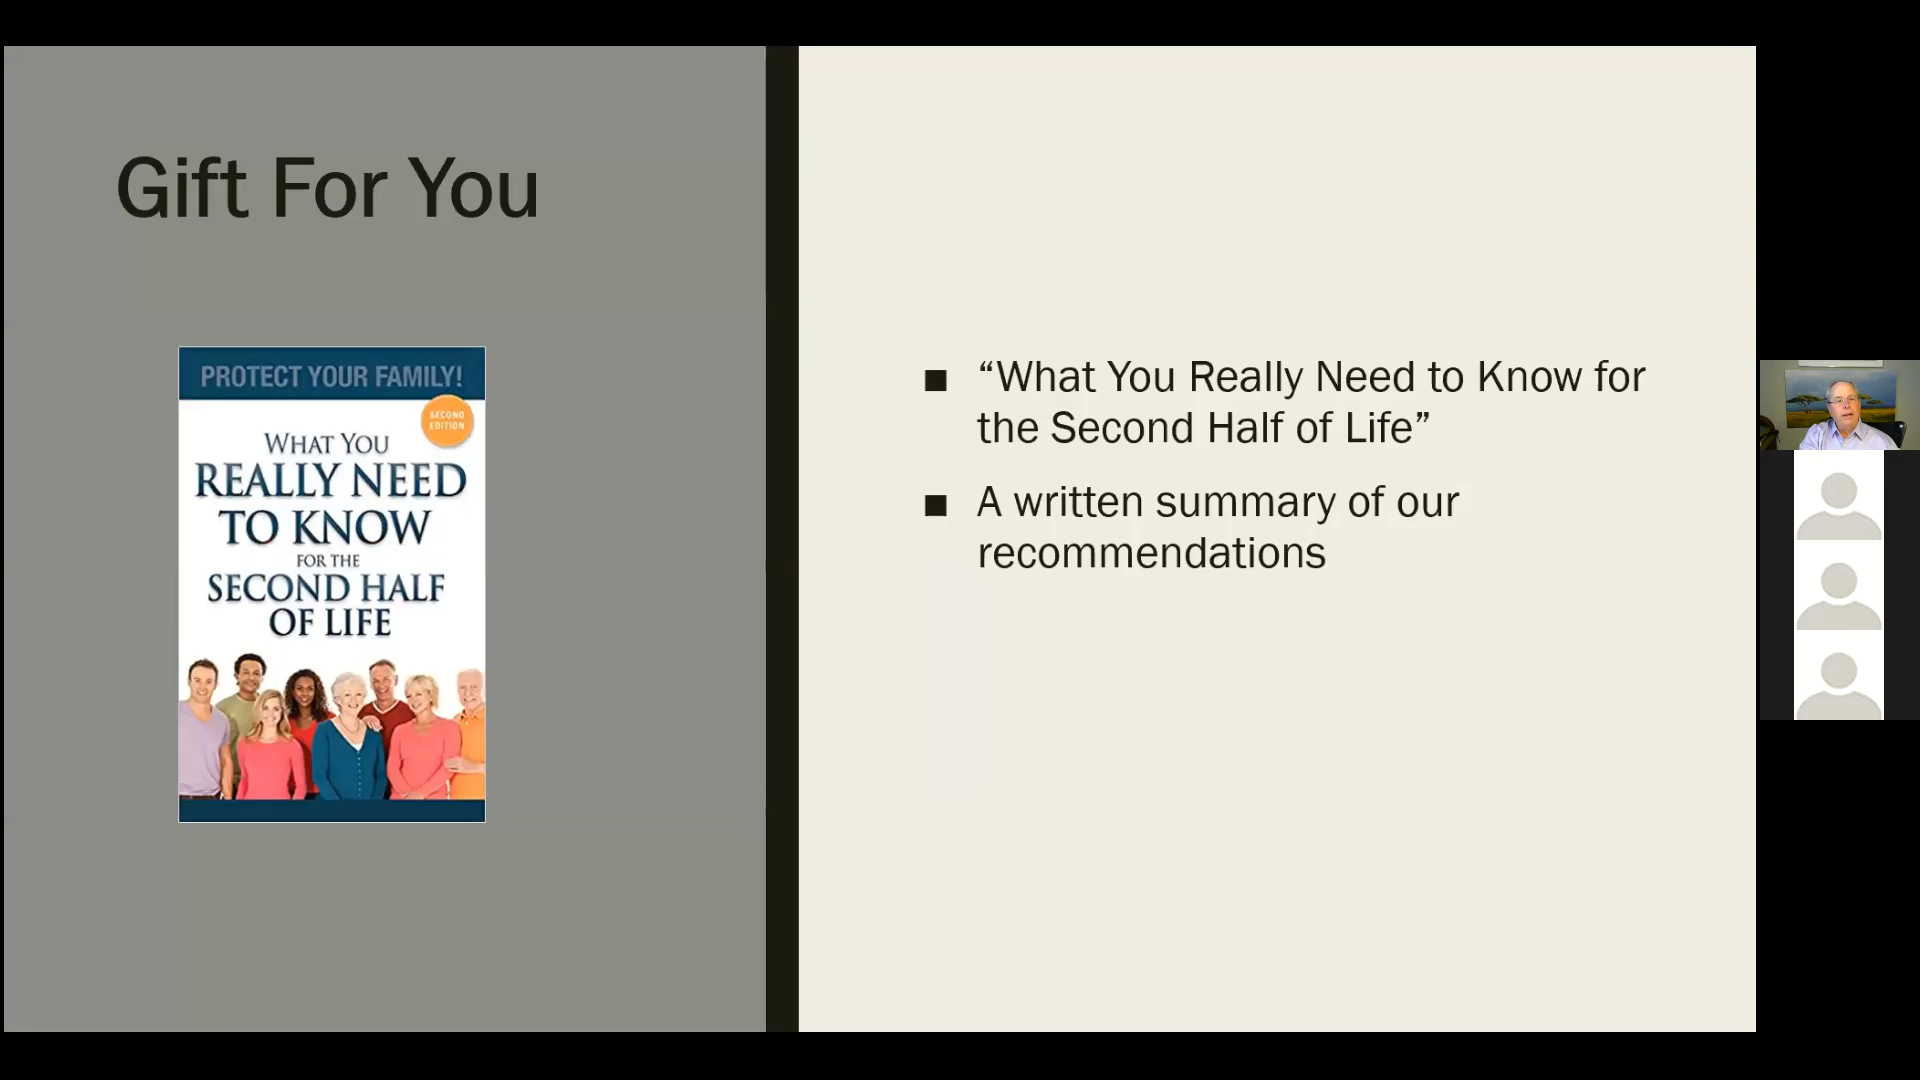 Gift For You
PROTECT YOUR FAMILY!
SECOND
EDITION
WHAT YOU
REALLY NEED
TO KNOW
FOR THE
SECOND HALF
OF LIFE
■ “What You Really Need to Know for
the Second Half of Life”
■ A written summary of our
recommendations